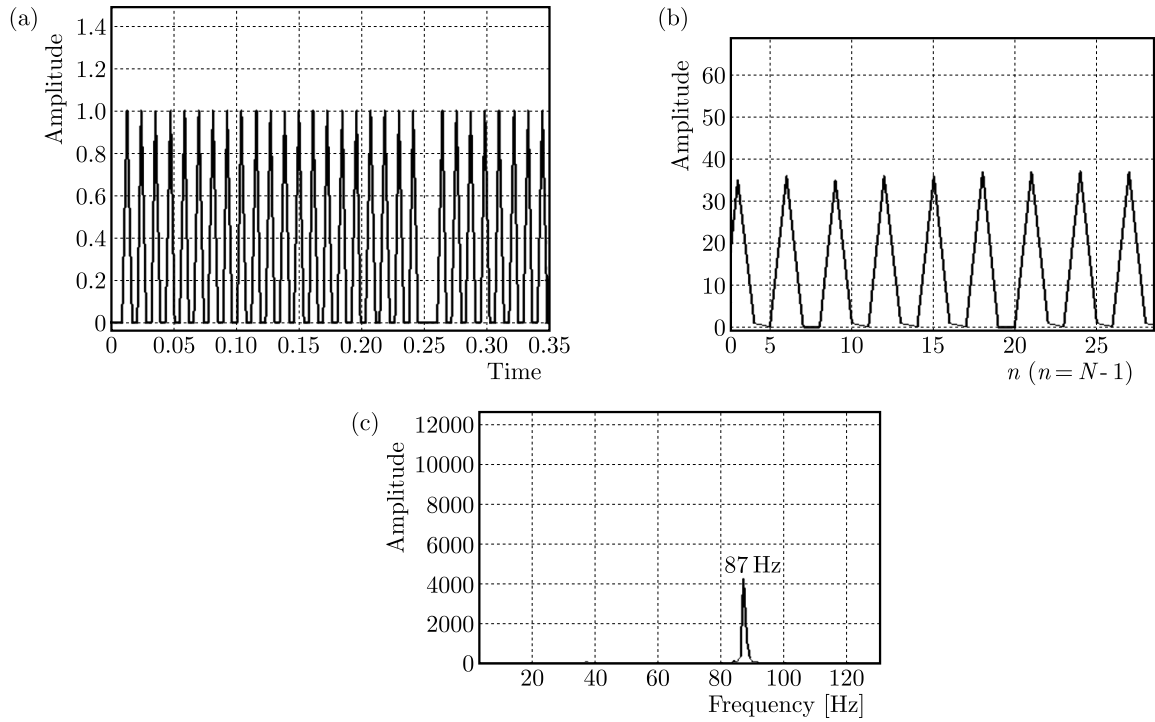 (a)
Amplitude
1.4
1.2
1.0
0.8
0.6
0.4
0.2
0
0 0.05 0.10 0.15 0.20 0.25 0.30 0.35
Time
(b)
Amplitude
60
50
40
30
20
10
0
0 5 10 15 20 25
n (n = N - 1)
(c)
Amplitude
12000
10000
8000
6000
4000
2000
0
87 Hz
20 40 60 80 100 120
Frequency [Hz]